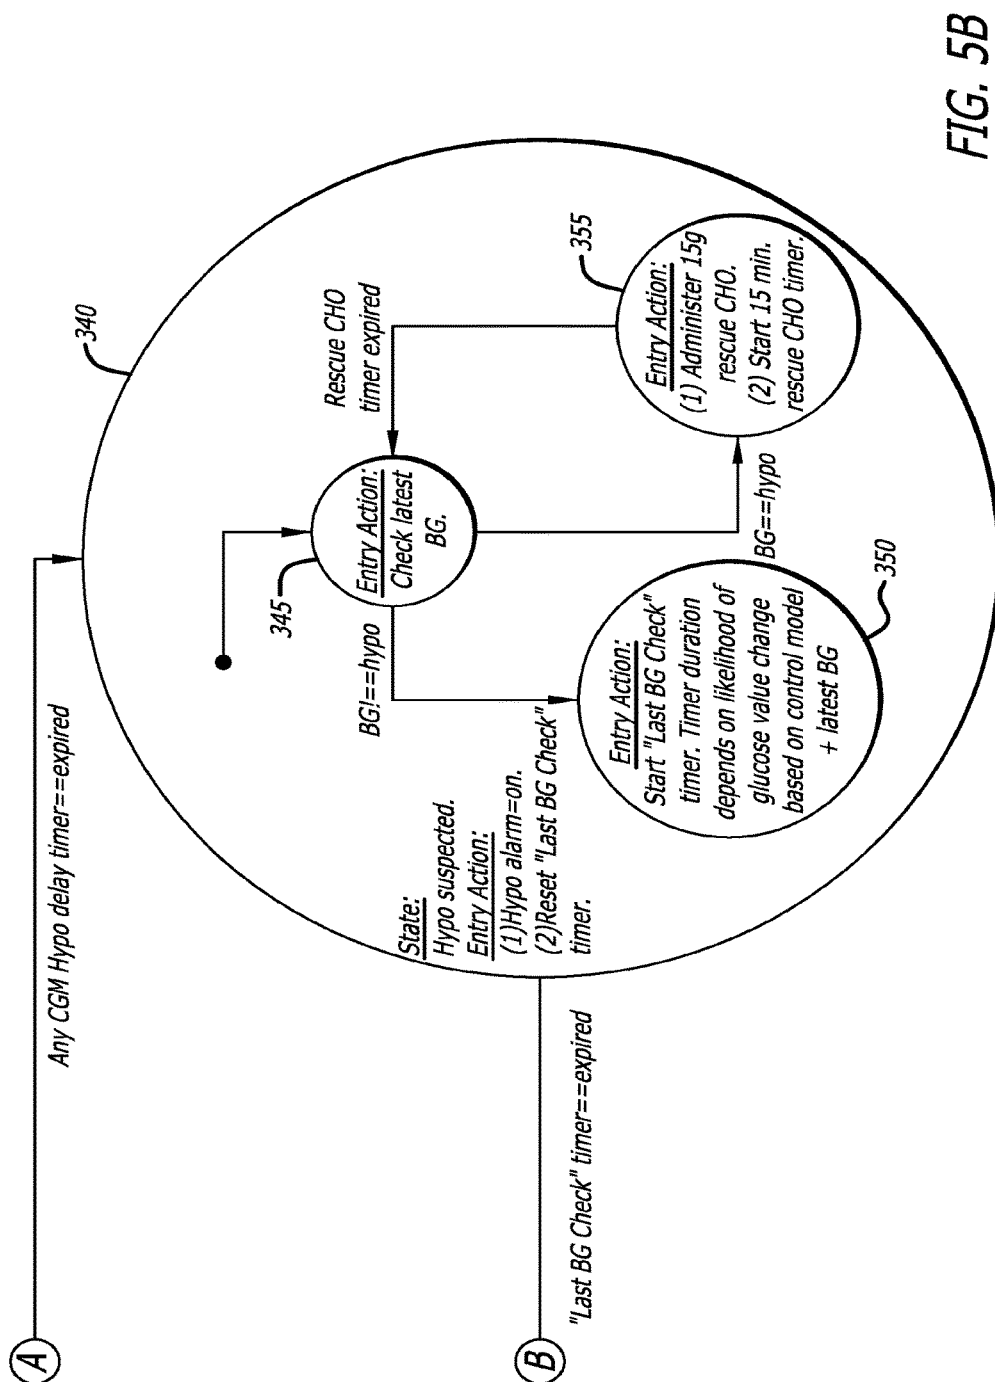 A
Any CGM Hypo delay timer==expired
340
State:
Hypo suspected.
Entry Action:
(1)Hypo alarm=on.
(2)Reset "Last BG Check"
timer.
345
Entry Action:
Check latest
BG.
Rescue CHO
timer expired
BG!==hypo
355
Entry Action:
(1) Administer 15g
rescue CHO.
(2) Start 15 min.
rescue CHO timer.
BG==hypo
Entry Action:
Start "Last BG Check"
timer. Timer duration
depends on likelihood of
glucose value change
based on control model
+ latest BG
350
B
"Last BG Check" timer==expired
FIG. 5B